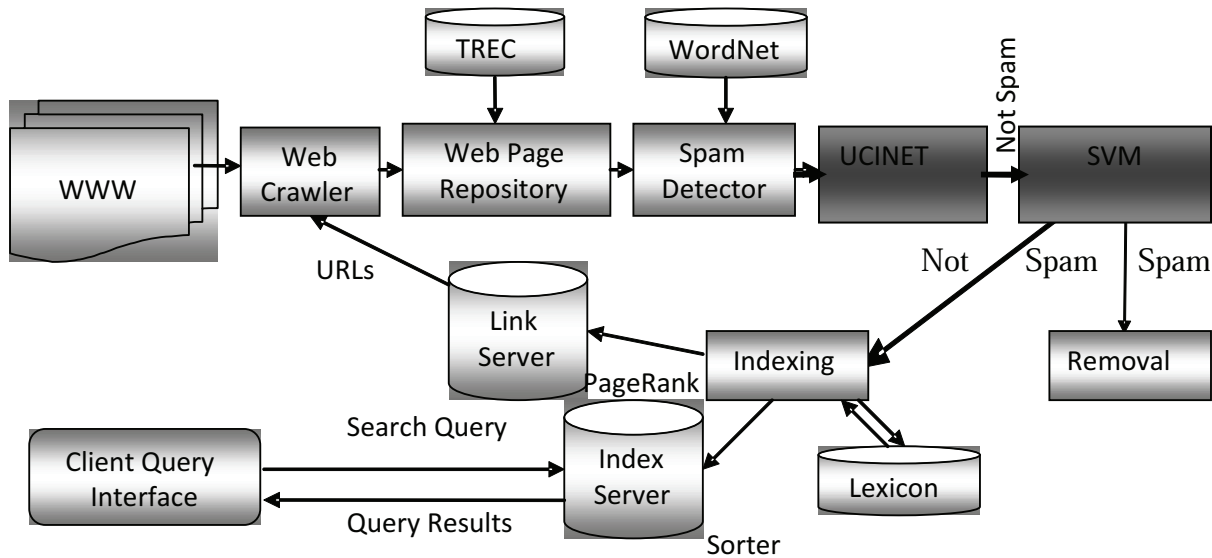 TREC
WordNet
Not Spam
WWW
Web
Crawler
Web Page
Repository
Spam
Detector
UCINET
SVM
URLs
Not Spam
Spam
Link
Server
Indexing
Removal
PageRank
Search Query
Client Query
Interface
Index
Server
Lexicon
Query Results
Sorter